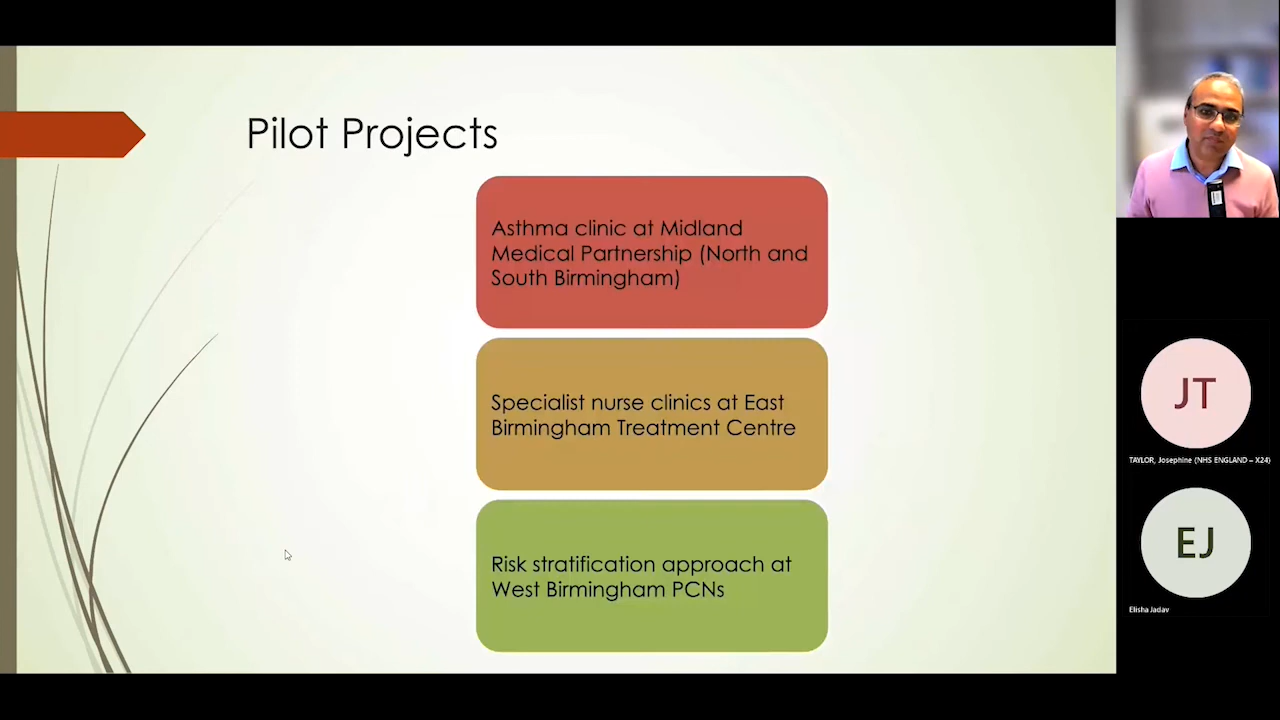 Pilot Projects
Asthma clinic at Midland
Medical Partnership (North and
South Birmingham)
Specialist nurse clinics at East
Birmingham Treatment Centre
Risk stratification approach at
West Birmingham PCNs
JT
TAYLOR, Josephine (NHS ENGLAND – X24)
EJ
Elisha Jadav